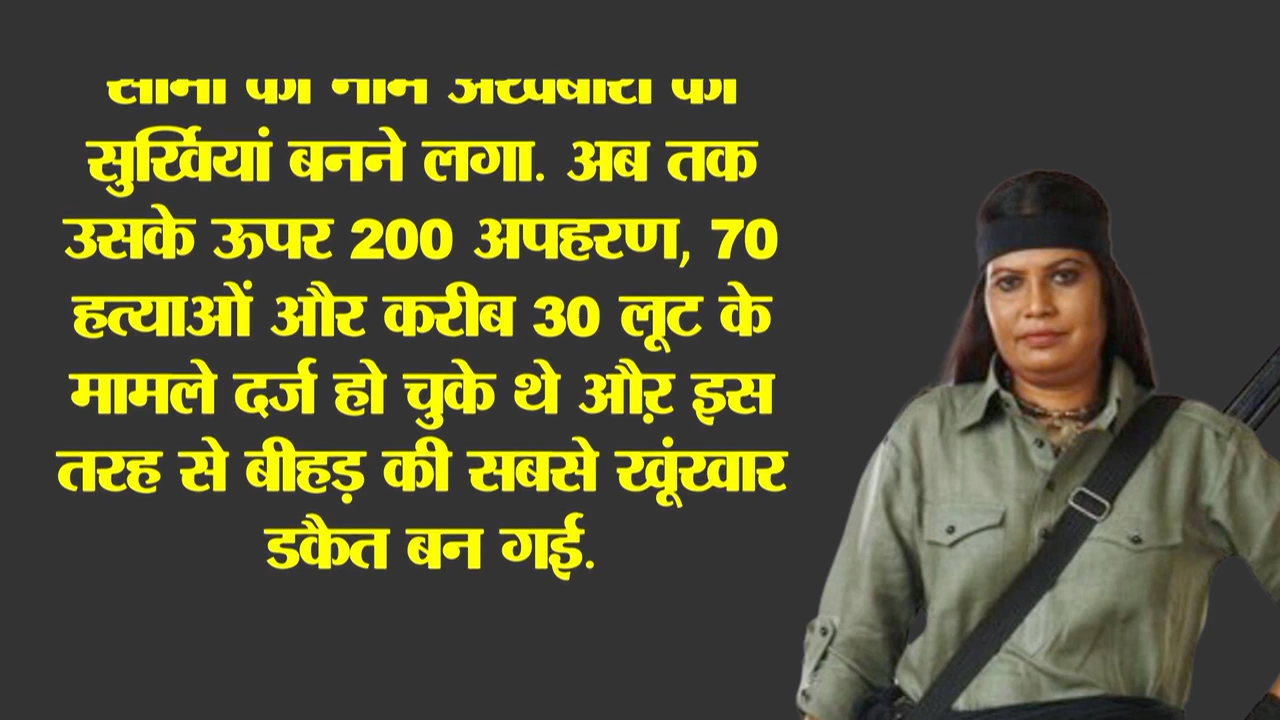 नाम
सुर्खियां बनने लगा. अब तक
उसके ऊपर 200 अपहरण, 70
हत्याओं और करीब 30 लूट के
मामले दर्ज हो चुके थे औऱ इस
तरह से बीहड़ की सबसे खूंखार
डकैत बन गई.